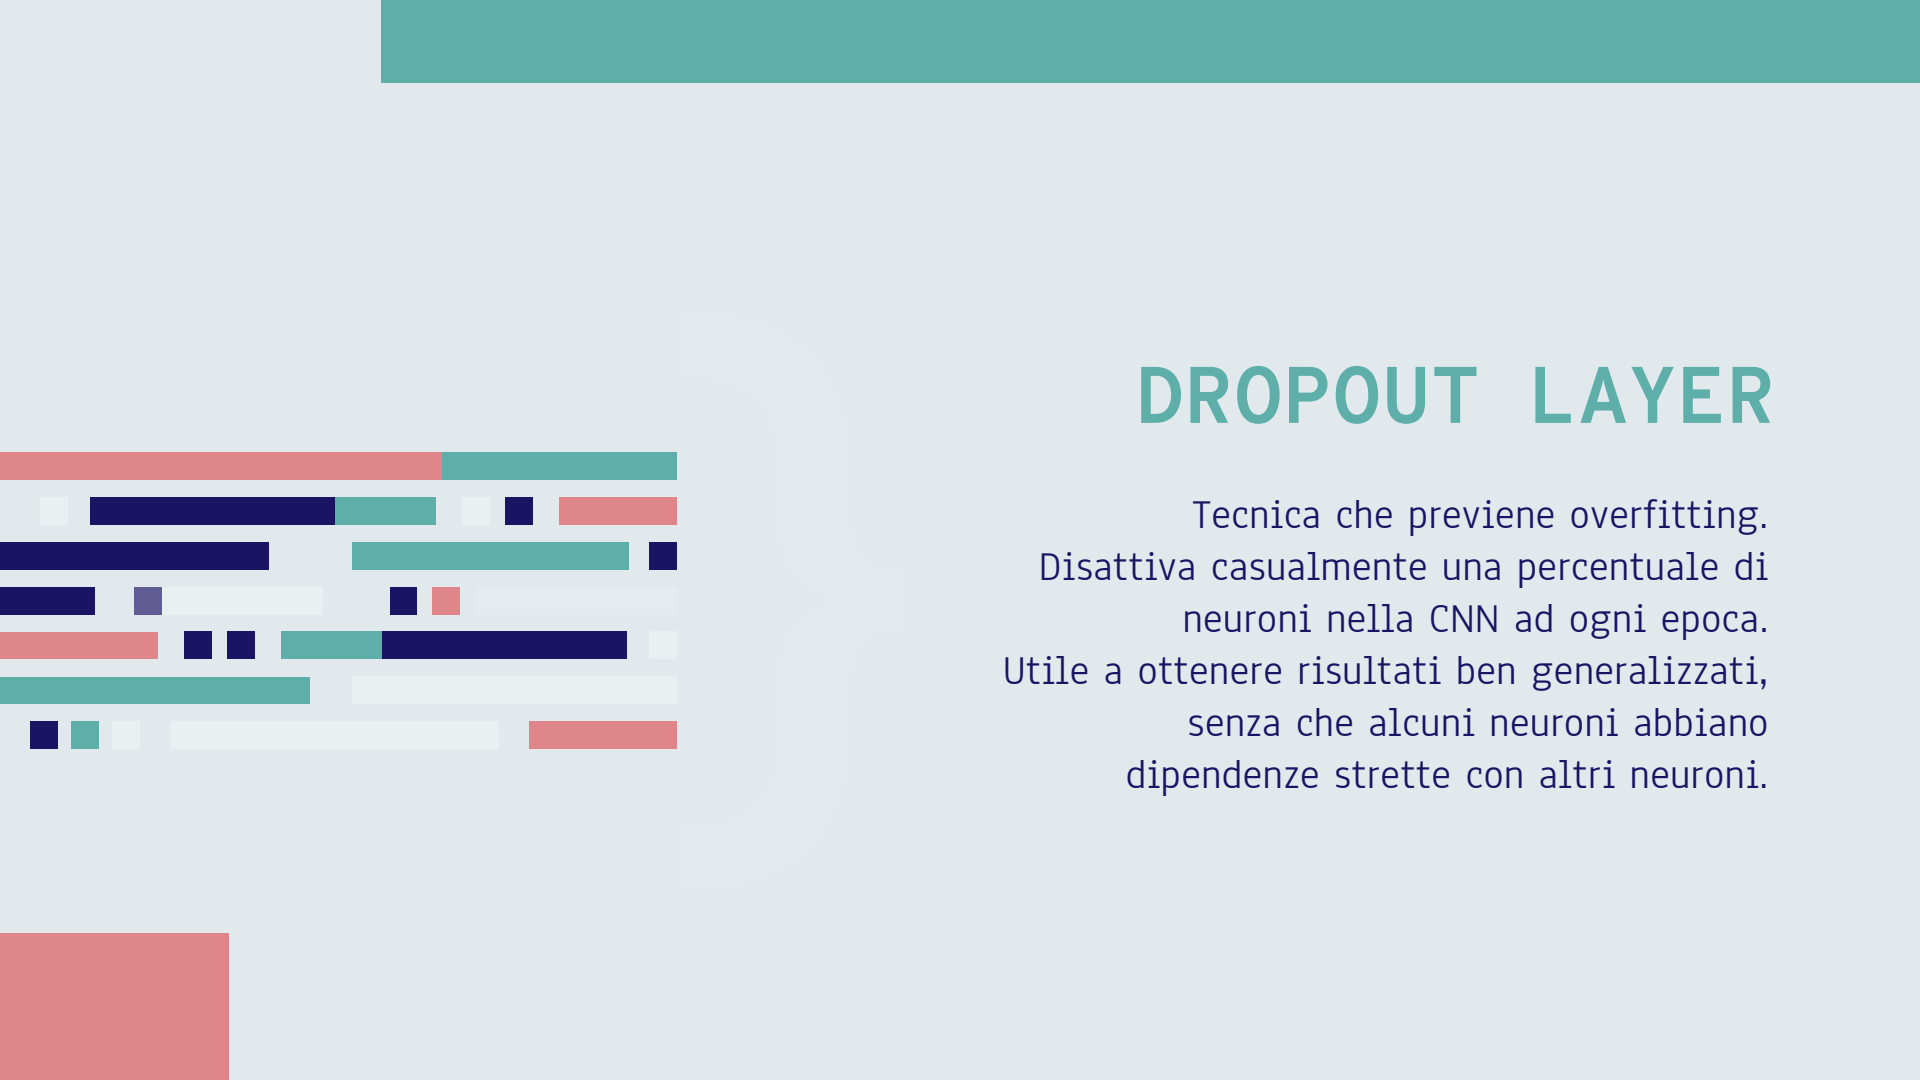 DROPOUT LAYER
Tecnica che previene overfitting.
Disattiva casualmente una percentuale di
neuroni nella CNN ad ogni epoca.
Utile a ottenere risultati ben generalizzati,
senza che alcuni neuroni abbiano
dipendenze strette con altri neuroni.